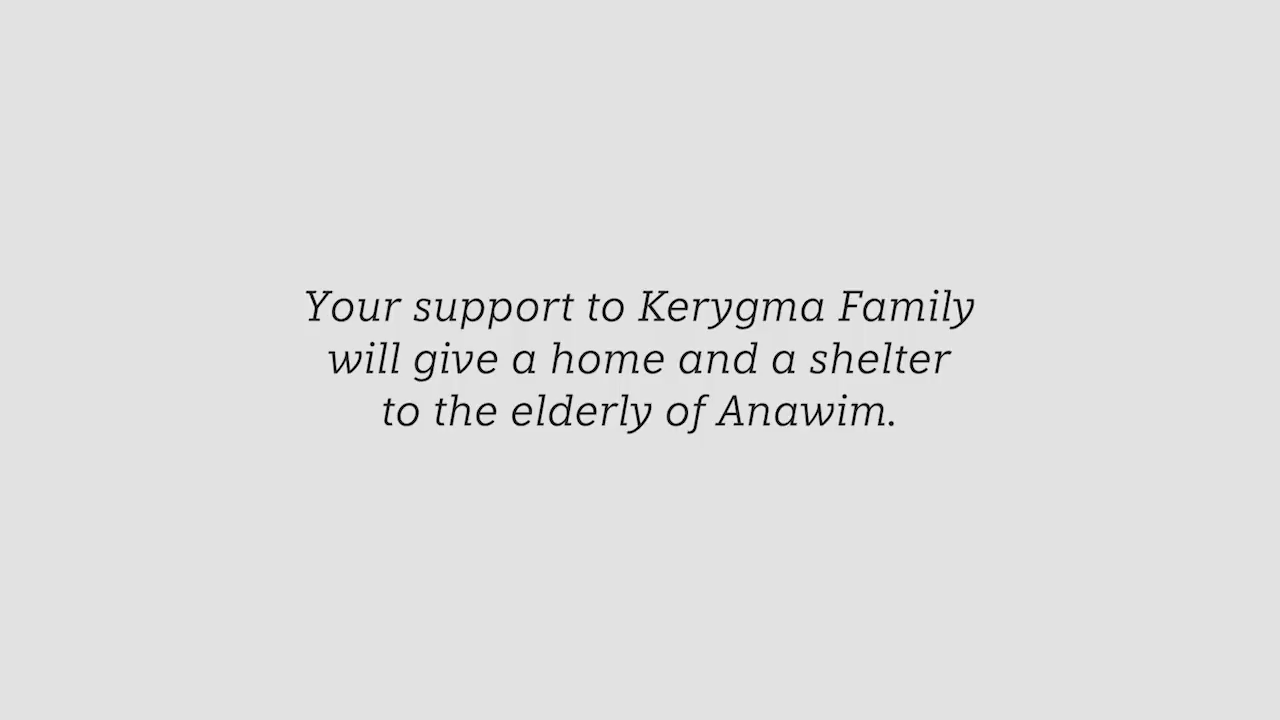 Your support to Kerygma Family
will give a home and a shelter
to the elderly of Anawim.